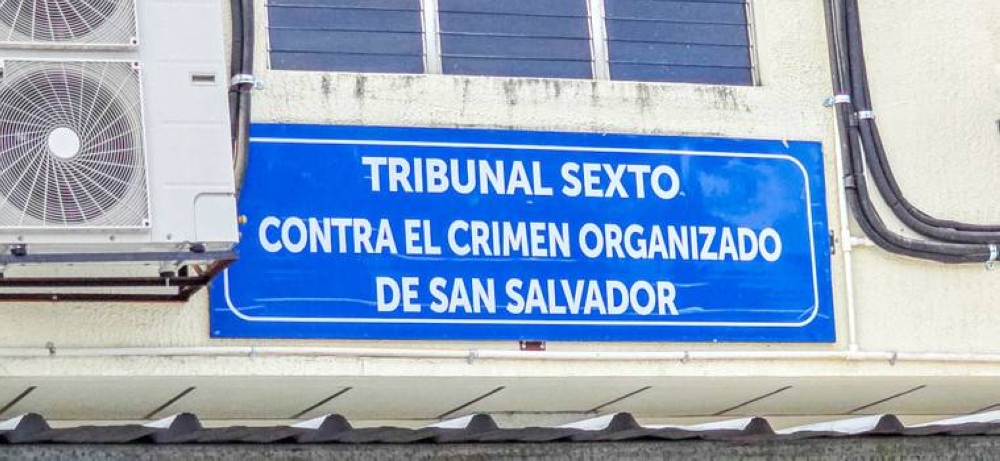 TRIBUNAL SEXTO
CONTRA EL CRIMEN ORGANIZADO
DE SAN SALVADOR